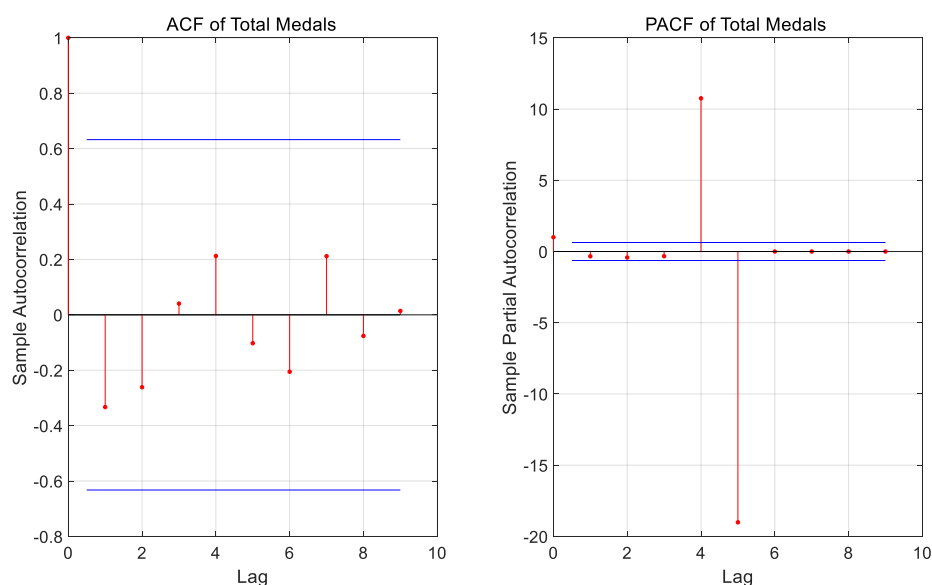 ACF of Total Medals
1
0.8
0.6
0.4
0.2
0
-0.2
-0.4
-0.6
-0.8
Sample Autocorrelation
0 2 4 6 8 10
Lag
PACF of Total Medals
15
10
5
0
-5
-10
-15
-20
Sample Partial Autocorrelation
0 2 4 6 8 10
Lag